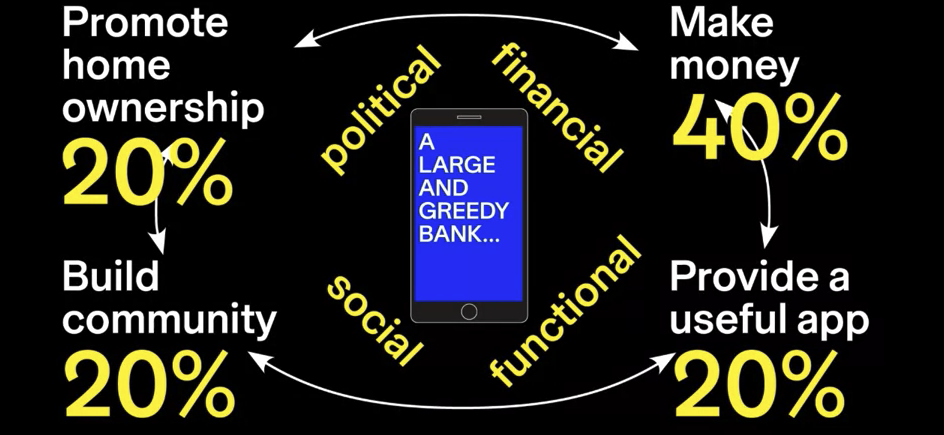 Promote
home
ownership
20%
political
financial
Make
money
40%
A
LARGE
AND
GREEDY
BANK...
Build
community
20%
social
functional
Provide a
useful app
20%